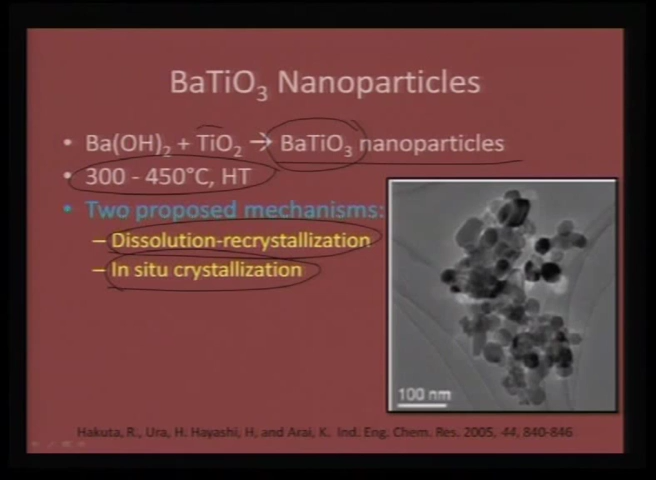 BaTiO₃ Nanoparticles
• Ba(OH)₂ + TiO₂ → BaTiO₃ nanoparticles
• 300 - 450°C, HT
• Two proposed mechanisms:
– Dissolution-recrystallization
– In situ crystallization
100 nm
Hakuta, R., Ura, H. Hayashi, H, and Arai, K. Ind. Eng. Chem. Res. 2005, 44, 840-846